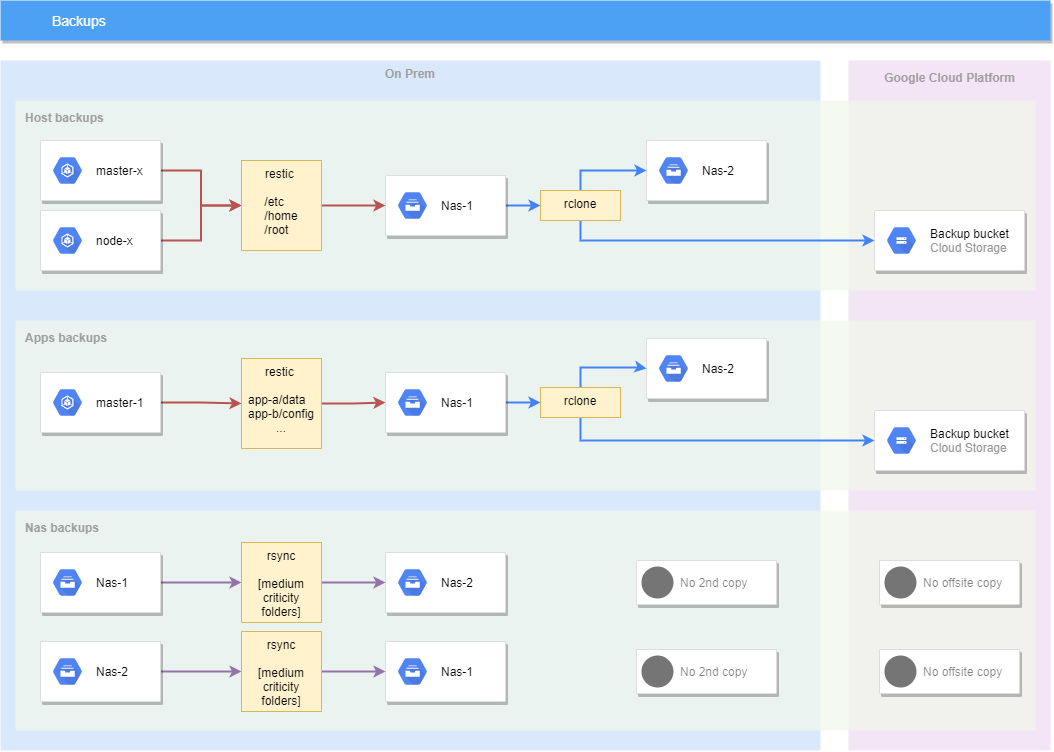 Backups
On Prem
Google Cloud Platform
Host backups
master-x
node-x
restic
/etc
/home
/root
Nas-1
rclone
Nas-2
Backup bucket
Cloud Storage
Apps backups
master-1
restic
app-a/data
app-b/config
...
Nas-1
rclone
Nas-2
Backup bucket
Cloud Storage
Nas backups
Nas-1
rsync
[medium
criticity
folders]
Nas-2
No 2nd copy
No offsite copy
Nas-2
rsync
[medium
criticity
folders]
Nas-1
No 2nd copy
No offsite copy